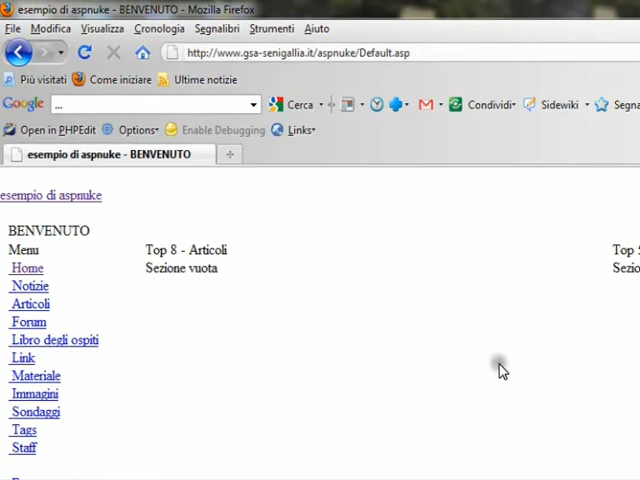 esempio di aspnuke - BENVENUTO - Mozilla Firefox
File Modifica Visualizza Cronologia Segnalibri Strumenti Aiuto
http://www.gsa-senigallia.it/aspnuke/Default.asp
Più visitati Come iniziare Ultime notizie
Google ... Cerca Condividi Sidewiki Segna
Open in PHPEdit Options Enable Debugging Links
esempio di aspnuke - BENVENUTO
esempio di aspnuke
BENVENUTO
Menu Top 8 - Articoli Top
Home Sezione vuota Sezio
Notizie
Articoli
Forum
Libro degli ospiti
Link
Materiale
Immagini
Sondaggi
Tags
Staff